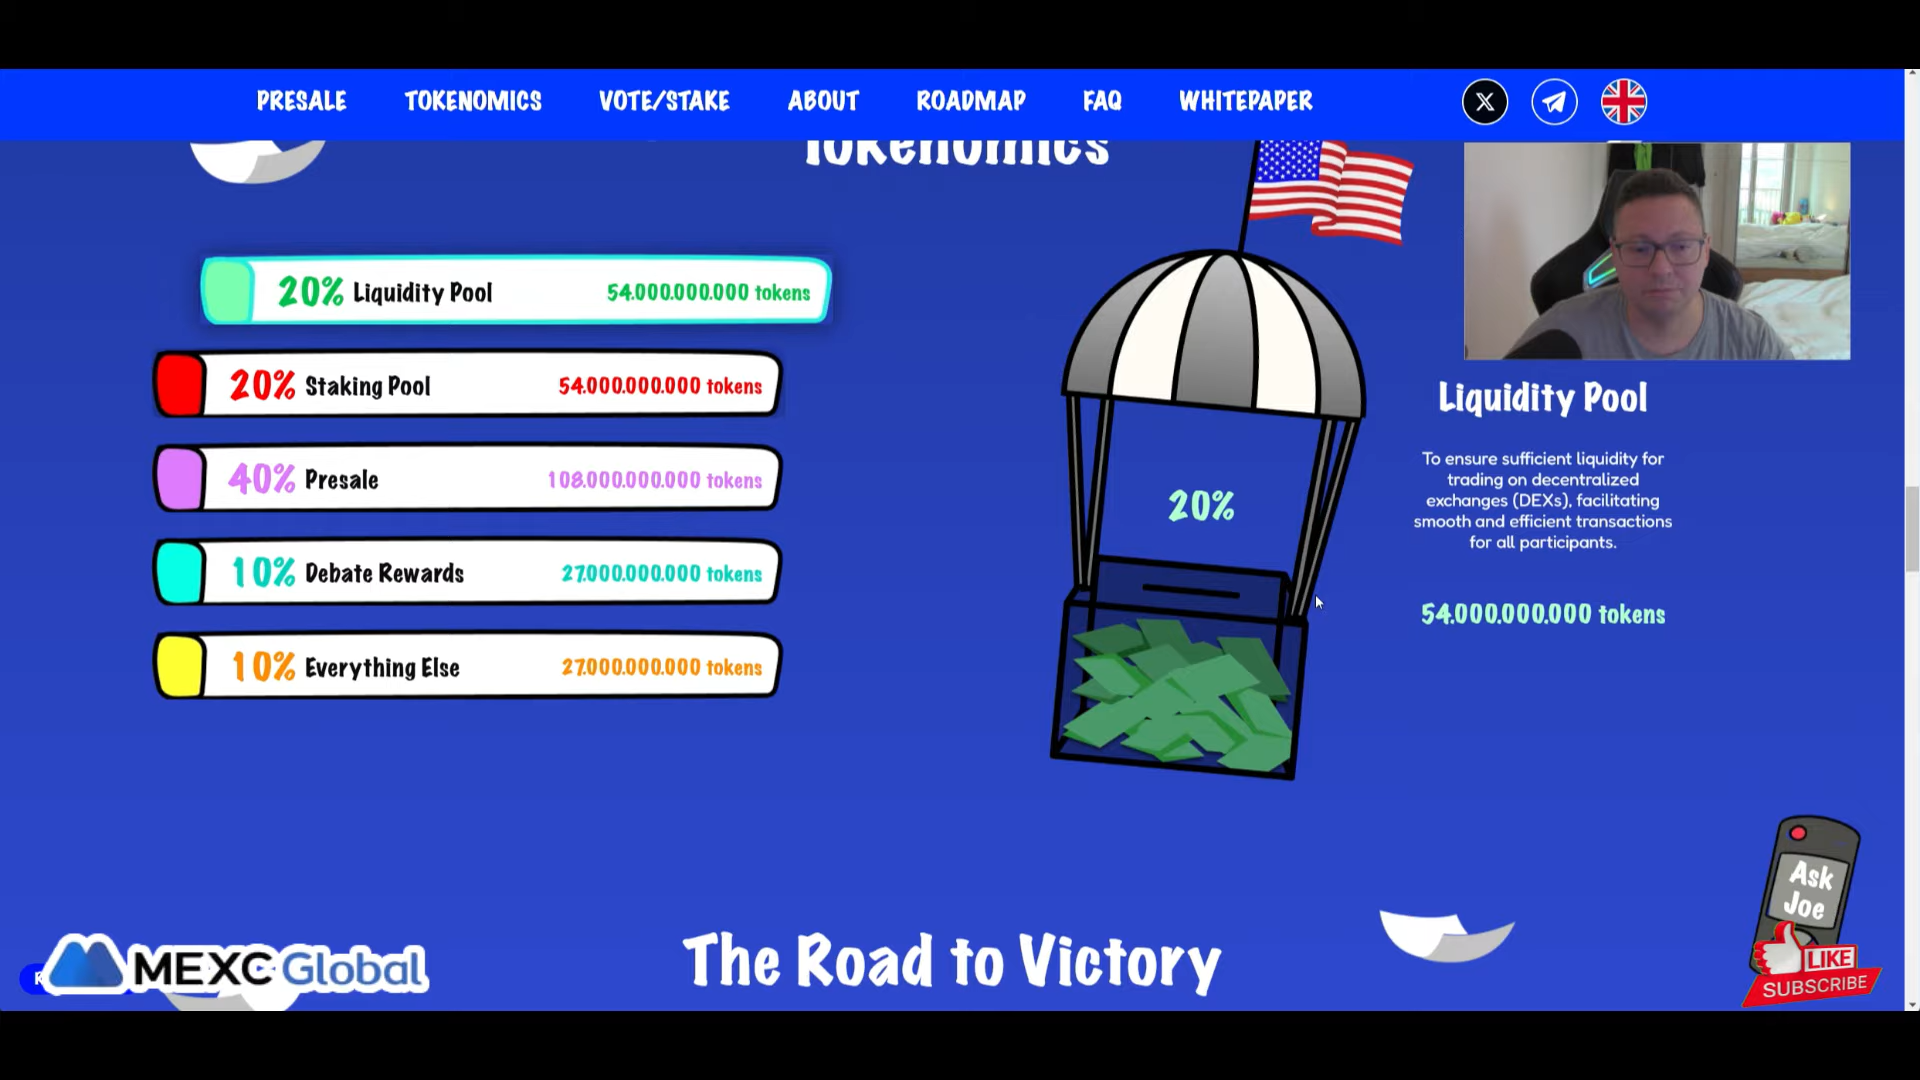 PRESALE TOKENOMICS VOTE/STAKE ABOUT ROADMAP FAQ WHITEPAPER X
Tokenomics
20% Liquidity Pool 54.000.000.000 tokens
20% Staking Pool 54.000.000.000 tokens
40% Presale 108.000.000.000 tokens
10% Debate Rewards 27.000.000.000 tokens
10% Everything Else 27.000.000.000 tokens
20%
Liquidity Pool
To ensure sufficient liquidity for
trading on decentralized
exchanges (DEXs), facilitating
smooth and efficient transactions
for all participants.
54.000.000.000 tokens
Ask
Joe
The Road to Victory
MEXC Global
LIKE
SUBSCRIBE